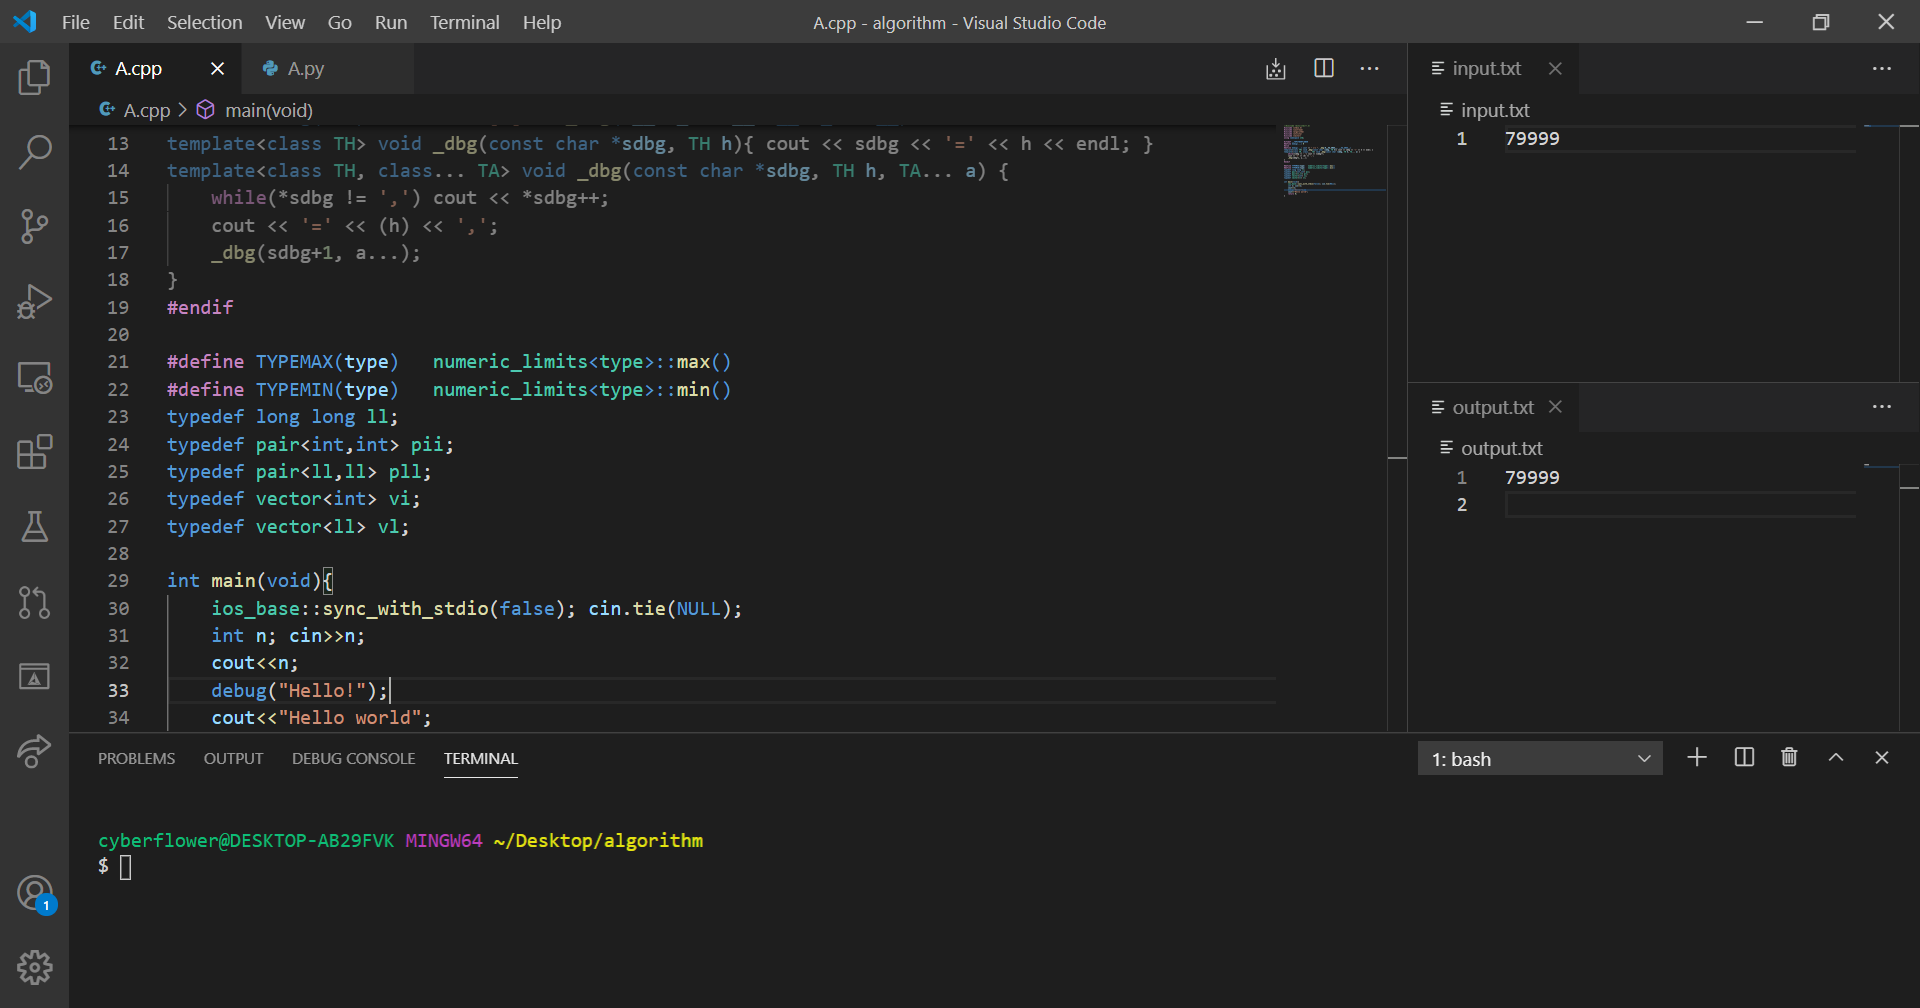 File Edit Selection View Go Run Terminal Help
A.cpp - algorithm - Visual Studio Code
A.cpp
A.py
A.cpp > main(void)
13 template<class TH> void _dbg(const char *sdbg, TH h){ cout << sdbg << '=' << h << endl; }
14 template<class TH, class... TA> void _dbg(const char *sdbg, TH h, TA... a) {
15     while(*sdbg != ',') cout << *sdbg++;
16     cout << '=' << (h) << ',';
17     _dbg(sdbg+1, a...);
18 }
19 #endif
20
21 #define TYPEMAX(type)   numeric_limits<type>::max()
22 #define TYPEMIN(type)   numeric_limits<type>::min()
23 typedef long long ll;
24 typedef pair<int,int> pii;
25 typedef pair<ll,ll> pll;
26 typedef vector<int> vi;
27 typedef vector<ll> vl;
28
29 int main(void){
30     ios_base::sync_with_stdio(false); cin.tie(NULL);
31     int n; cin>>n;
32     cout<<n;
33     debug("Hello!");
34     cout<<"Hello world";
input.txt
input.txt
1 79999
output.txt
output.txt
1 79999
2
PROBLEMS OUTPUT DEBUG CONSOLE TERMINAL
1: bash
cyberflower@DESKTOP-AB29FVK MINGW64 ~/Desktop/algorithm
$
1